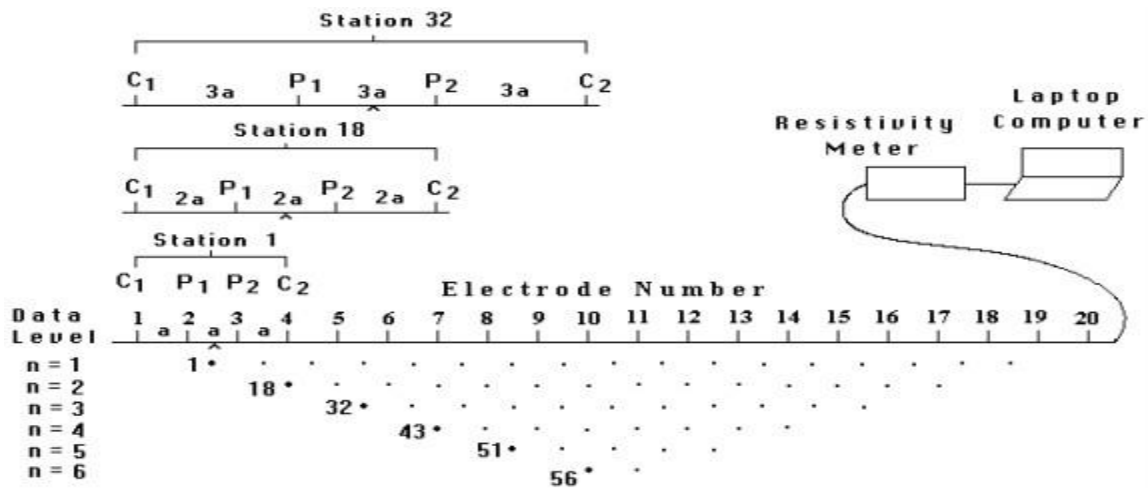 Station 32
C1 3a P1 3a P2 3a C2
Station 18
C1 2a P1 2a P2 2a C2
Station 1
C1 P1 P2 C2
Resistivity Meter
Laptop Computer
Electrode Number
Data Level
1 2 3 4 5 6 7 8 9 10 11 12 13 14 15 16 17 18 19 20
a a a
n = 1 1
n = 2 18
n = 3 32
n = 4 43
n = 5 51
n = 6 56